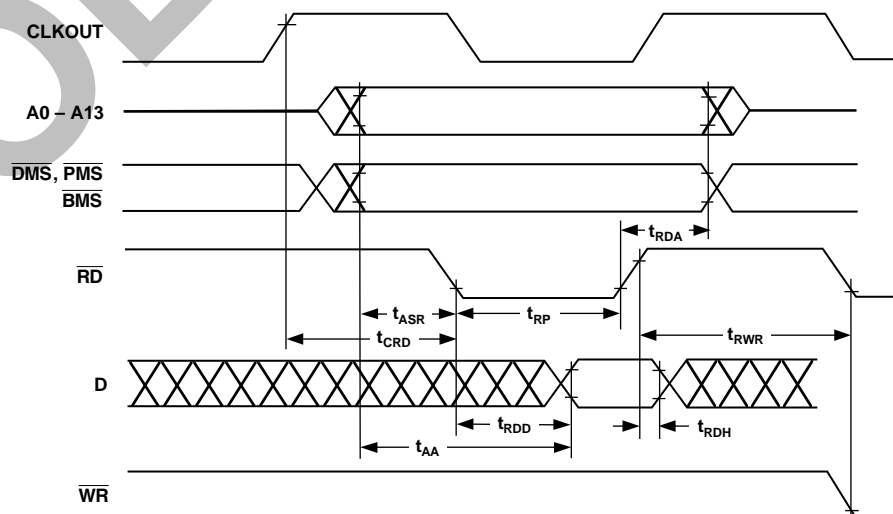 CLKOUT
A0 – A13
DMS, PMS
BMS
tRDA
RD
tASR
tRP
tCRD
tRWR
D
tRDD
tRDH
tAA
WR